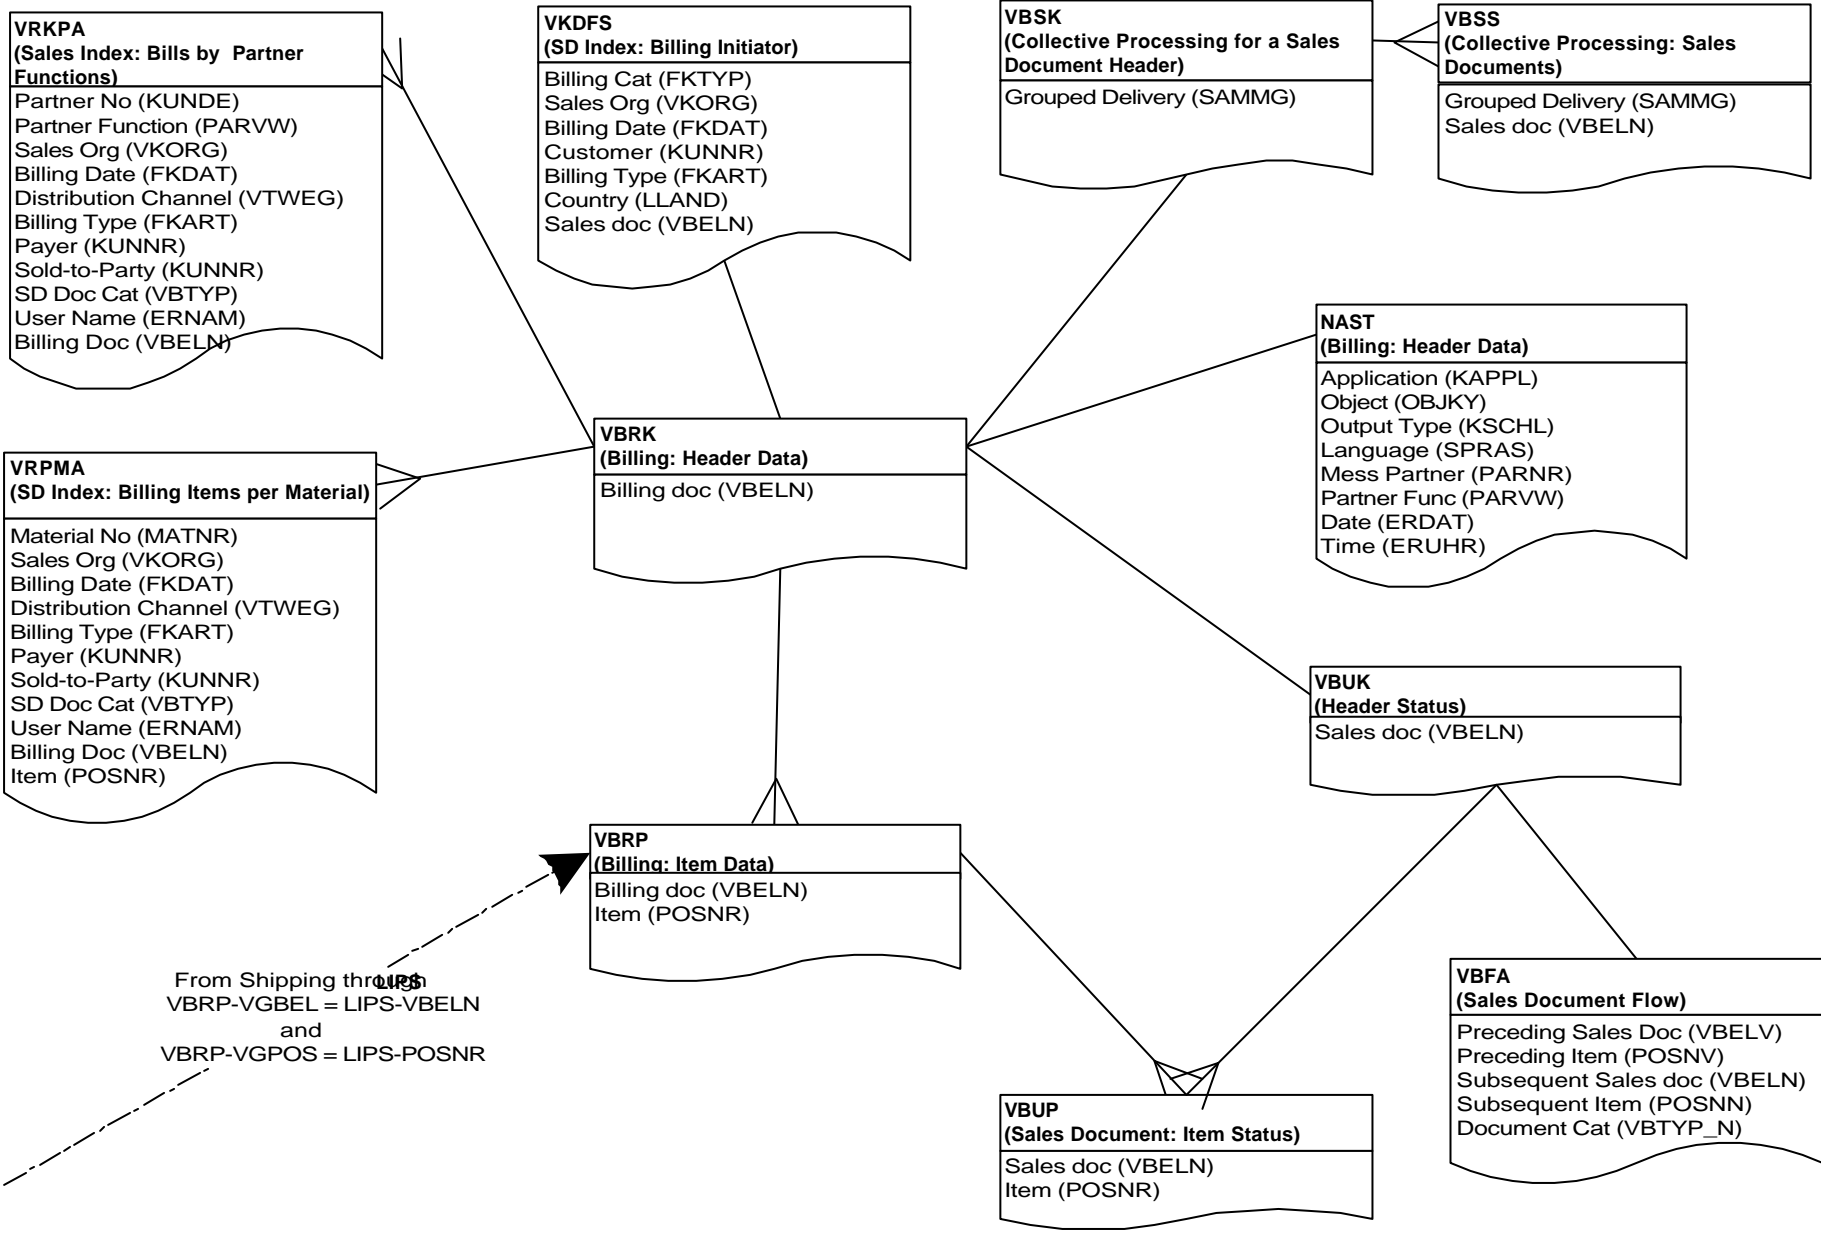 VRKPA
(Sales Index: Bills by Partner
Functions)
Partner No (KUNDE)
Partner Function (PARVW)
Sales Org (VKORG)
Billing Date (FKDAT)
Distribution Channel (VTWEG)
Billing Type (FKART)
Payer (KUNNR)
Sold-to-Party (KUNNR)
SD Doc Cat (VBTYP)
User Name (ERNAM)
Billing Doc (VBELN)
VKDFS
(SD Index: Billing Initiator)
Billing Cat (FKTYP)
Sales Org (VKORG)
Billing Date (FKDAT)
Customer (KUNNR)
Billing Type (FKART)
Country (LLAND)
Sales doc (VBELN)
VBSK
(Collective Processing for a Sales
Document Header)
Grouped Delivery (SAMMG)
VBSS
(Collective Processing: Sales
Documents)
Grouped Delivery (SAMMG)
Sales doc (VBELN)
NAST
(Billing: Header Data)
Application (KAPPL)
Object (OBJKY)
Output Type (KSCHL)
Language (SPRAS)
Mess Partner (PARNR)
Partner Func (PARVW)
Date (ERDAT)
Time (ERUHR)
VBRK
(Billing: Header Data)
Billing doc (VBELN)
VRPMA
(SD Index: Billing Items per Material)
Material No (MATNR)
Sales Org (VKORG)
Billing Date (FKDAT)
Distribution Channel (VTWEG)
Billing Type (FKART)
Payer (KUNNR)
Sold-to-Party (KUNNR)
SD Doc Cat (VBTYP)
User Name (ERNAM)
Billing Doc (VBELN)
Item (POSNR)
VBUK
(Header Status)
Sales doc (VBELN)
VBRP
(Billing: Item Data)
Billing doc (VBELN)
Item (POSNR)
From Shipping through LIPS
VBRP-VGBEL = LIPS-VBELN
and
VBRP-VGPOS = LIPS-POSNR
VBFA
(Sales Document Flow)
Preceding Sales Doc (VBELV)
Preceding Item (POSNV)
Subsequent Sales doc (VBELN)
Subsequent Item (POSNN)
Document Cat (VBTYP_N)
VBUP
(Sales Document: Item Status)
Sales doc (VBELN)
Item (POSNR)